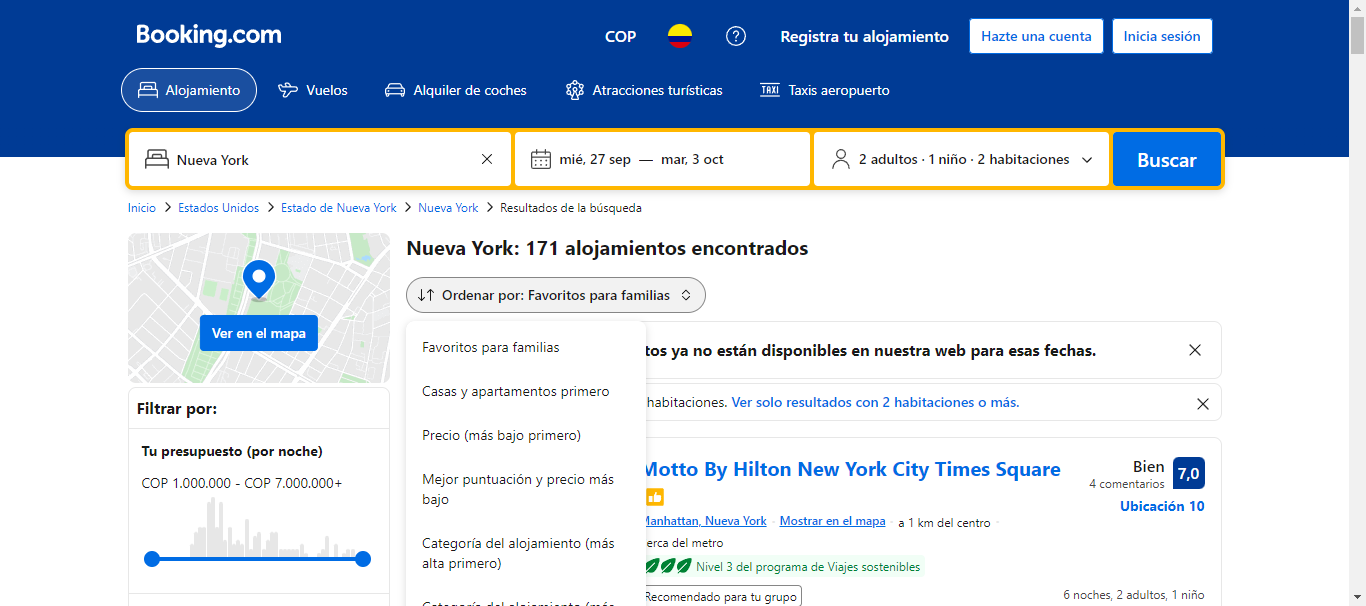 Booking.com
COP
Registra tu alojamiento
Hazte una cuenta
Inicia sesión
Alojamiento
Vuelos
Alquiler de coches
Atracciones turísticas
TAXI
Taxis aeropuerto
Nueva York
mié, 27 sep — mar, 3 oct
2 adultos · 1 niño · 2 habitaciones
Buscar
Inicio > Estados Unidos > Estado de Nueva York > Nueva York > Resultados de la búsqueda
Ver en el mapa
Filtrar por:
Tu presupuesto (por noche)
COP 1.000.000 - COP 7.000.000+
Nueva York: 171 alojamientos encontrados
Ordenar por: Favoritos para familias
Favoritos para familias
Casas y apartamentos primero
Precio (más bajo primero)
Mejor puntuación y precio más
bajo
Categoría del alojamiento (más
alta primero)
Categoría del alojamiento (más
tos ya no están disponibles en nuestra web para esas fechas.
habitaciones. Ver solo resultados con 2 habitaciones o más.
Motto By Hilton New York City Times Square
Manhattan, Nueva York · Mostrar en el mapa · a 1 km del centro ·
erca del metro
Nivel 3 del programa de Viajes sostenibles
Recomendado para tu grupo
Bien
4 comentarios
7,0
Ubicación 10
6 noches, 2 adultos, 1 niño